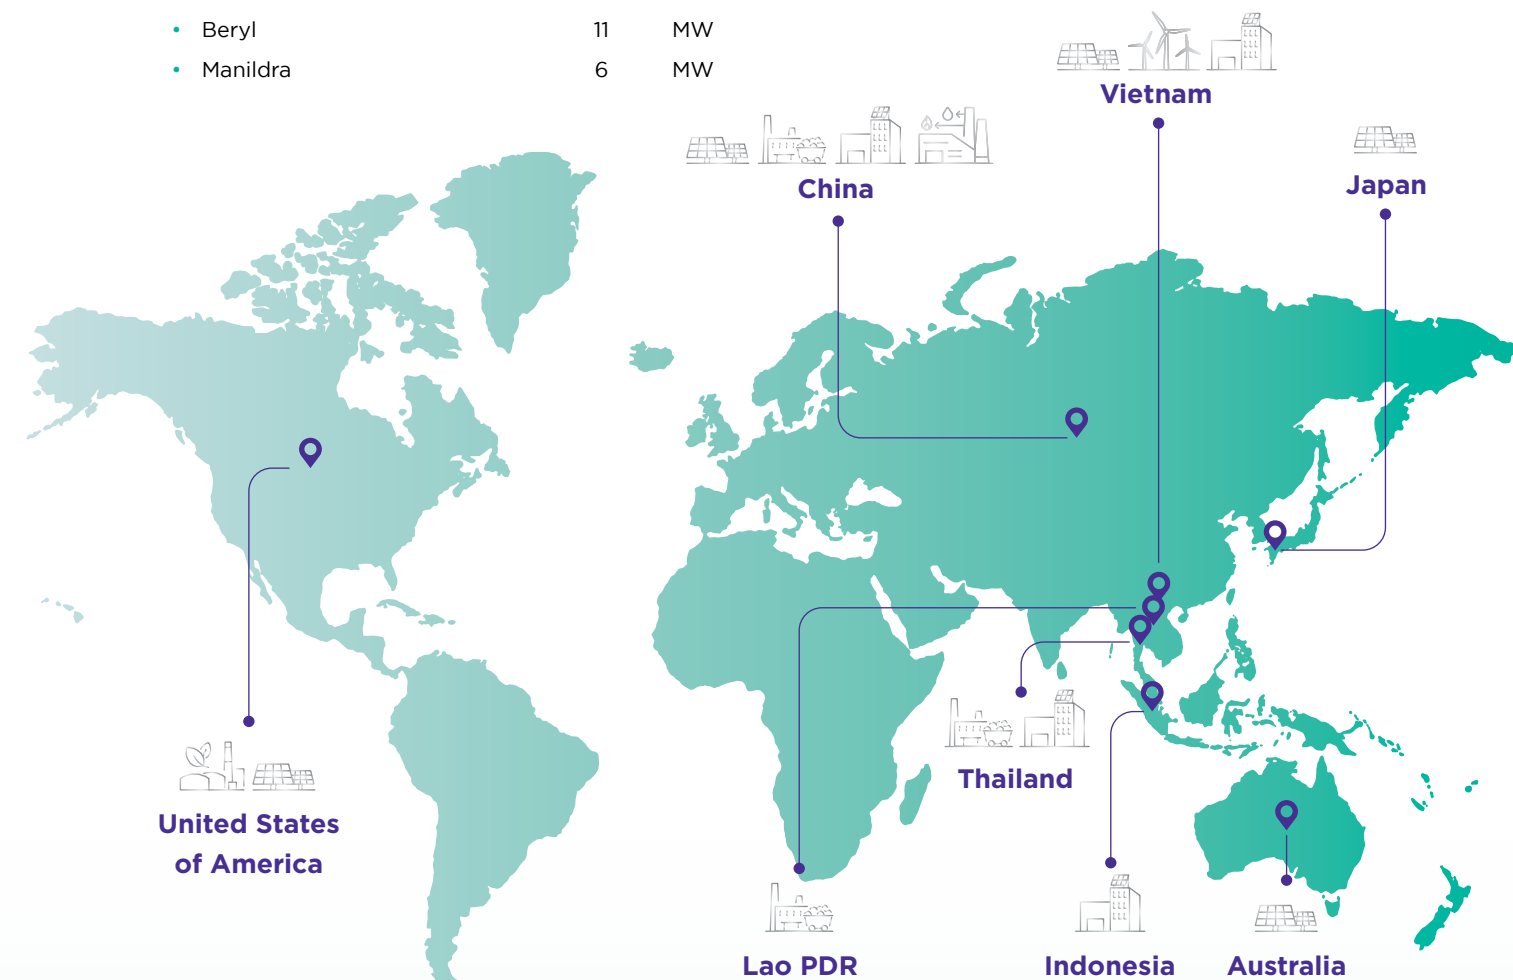 • Beryl 11 MW
• Manildra 6 MW
Vietnam
China
Japan
Thailand
United States
of America
Lao PDR
Indonesia
Australia